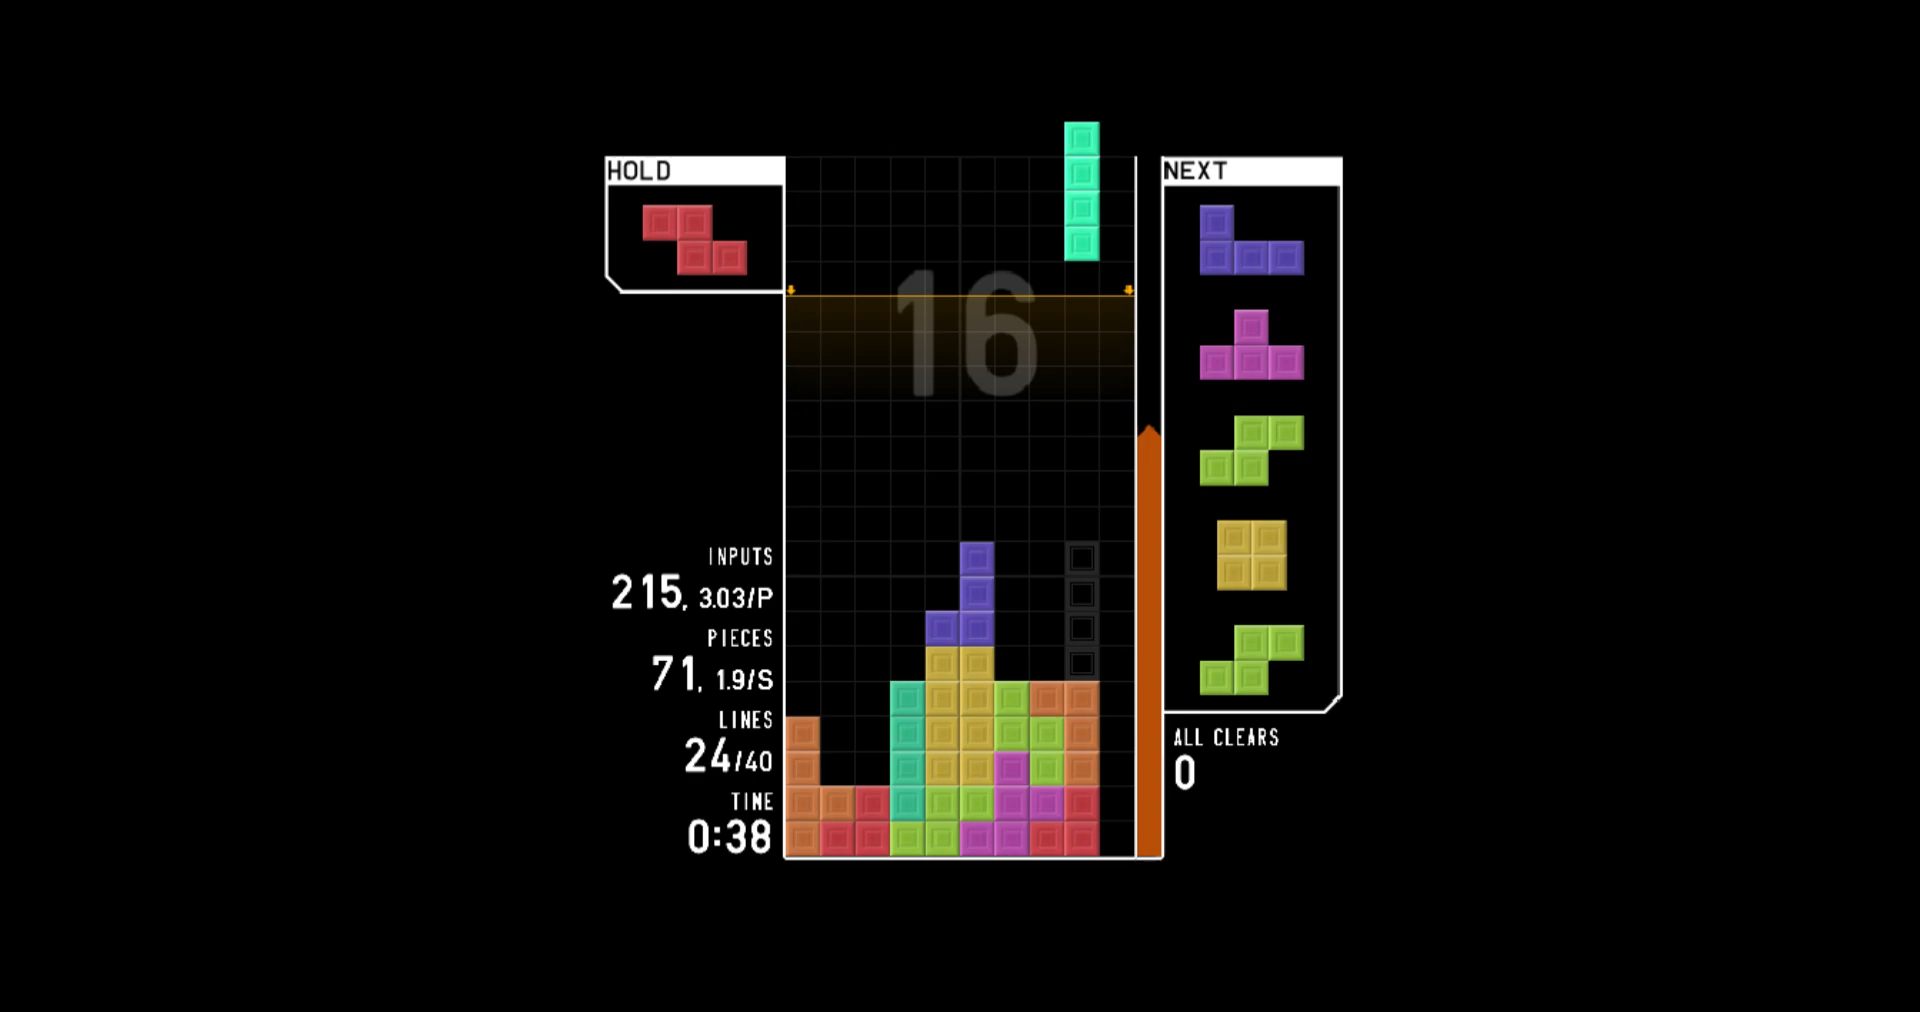 HOLD
NEXT
16
INPUTS
215, 3.03/P
PIECES
71, 1.9/S
LINES
24/40
TIME
0:38
ALL CLEARS
0